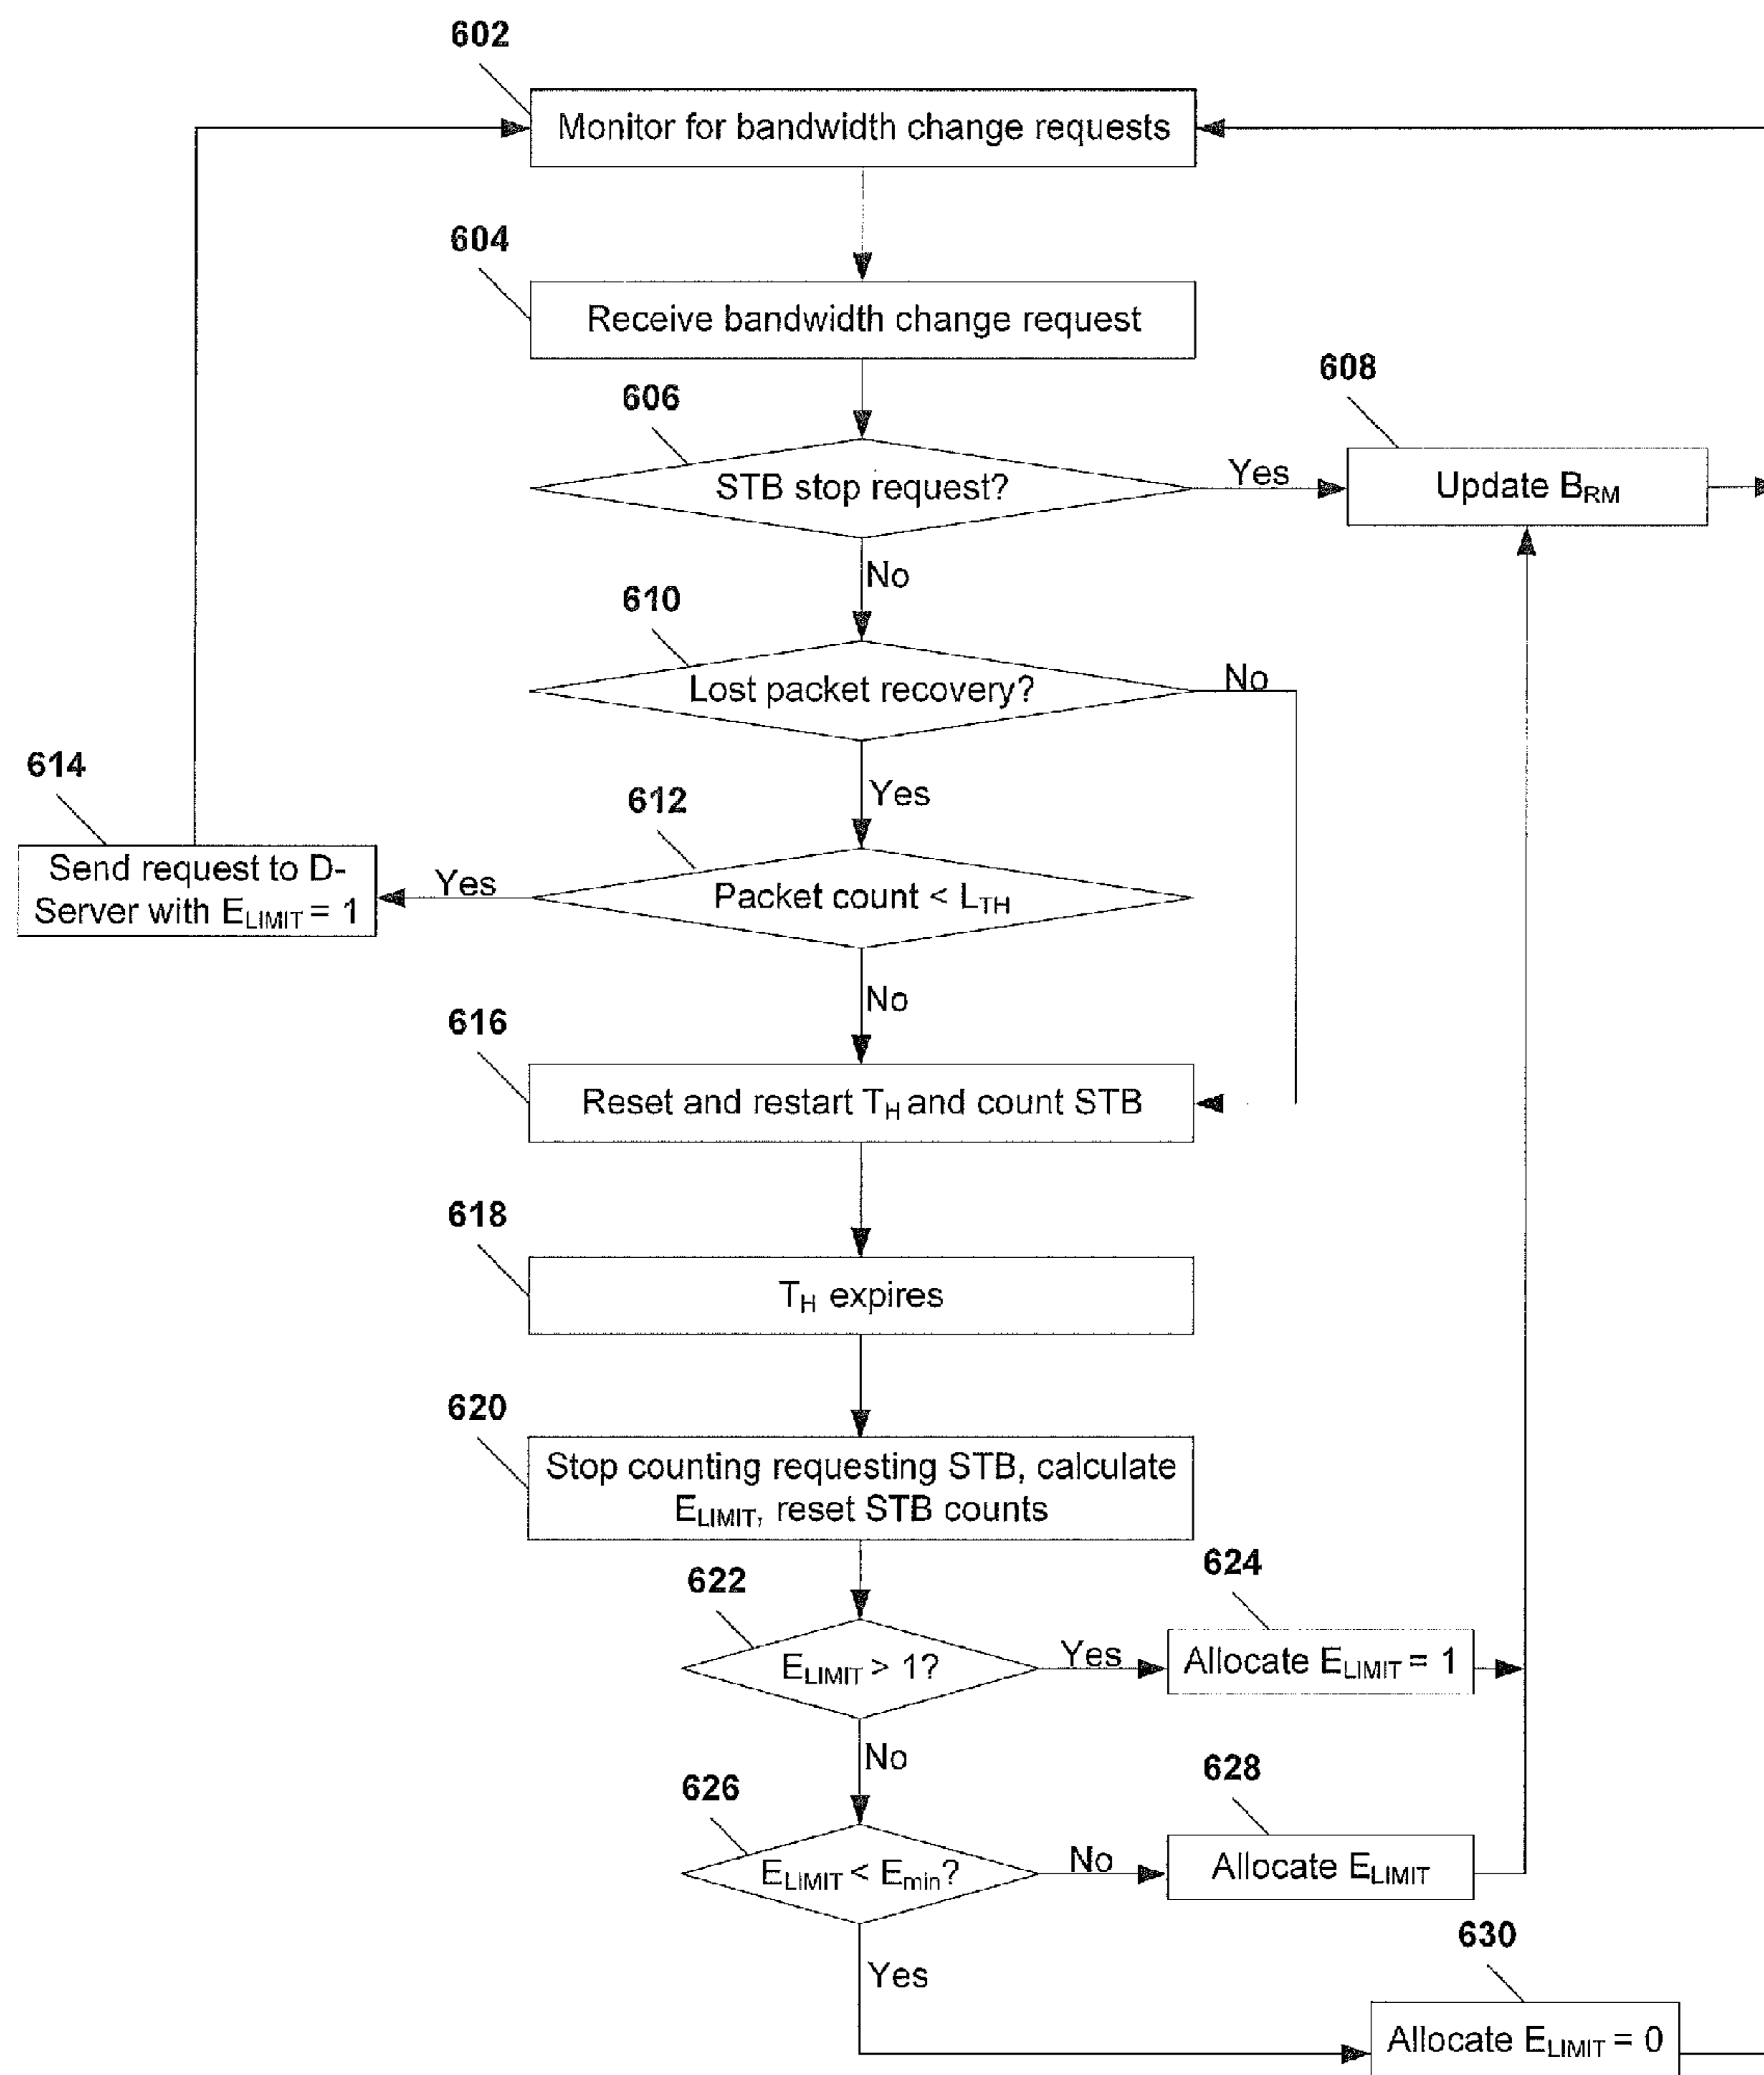 602
Monitor for bandwidth change requests
604
Receive bandwidth change request
606
608
STB stop request?
Yes
Update BRM
No
610
Lost packet recovery?
No
614
Yes
612
Send request to D-
Server with ELIMIT = 1
Yes
Packet count < LTH
No
616
Reset and restart TH and count STB
618
TH expires
620
Stop counting requesting STB, calculate
ELIMIT, reset STB counts
622
624
ELIMIT > 1?
Yes
Allocate ELIMIT = 1
No
626
628
ELIMIT < Emin?
No
Allocate ELIMIT
630
Yes
Allocate ELIMIT = 0